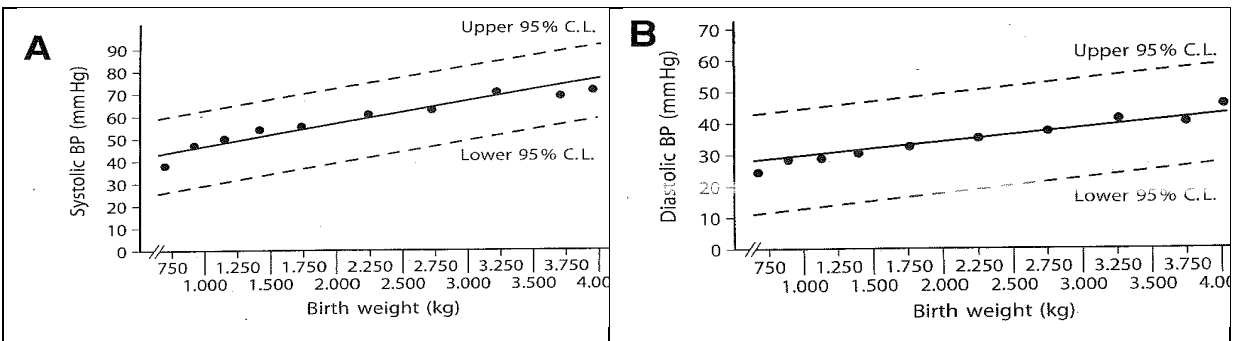 A
Systolic BP (mm Hg)
Upper 95% C.L.
Lower 95% C.L.
90
80
70
60
50
40
30
20
10
0
750 1.250 1.750 2.250 2.750 3.250 3.750
1.000 1.500 2.000 2.500 3.000 3.500 4.00
Birth weight (kg)
B
Diastolic BP (mm Hg)
Upper 95% C.L.
Lower 95% C.L.
70
60
50
40
30
20
10
0
750 1.250 1.750 2.250 2.750 3.250 3.750
1.000 1.500 2.000 2.500 3.000 3.500 4.00
Birth weight (kg)